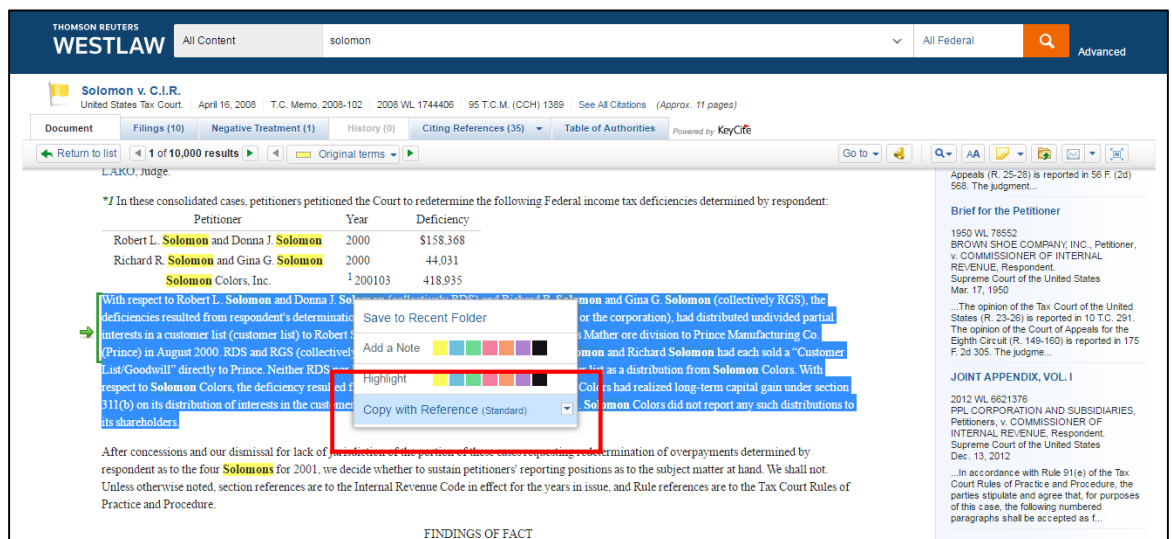 THOMSON REUTERS
WESTLAW
All Content
solomon
All Federal
Advanced
Solomon v. C.I.R.
United States Tax Court. April 16, 2008 T.C. Memo. 2008-102 2008 WL 1744406 95 T.C.M. (CCH) 1389 See All Citations (Approx. 11 pages)
Document Filings (10) Negative Treatment (1) History (0) Citing References (35) Table of Authorities Powered by KeyCite
Return to list 1 of 10,000 results Original terms Go to AA
LARO, Judge.
*1 In these consolidated cases, petitioners petitioned the Court to redetermine the following Federal income tax deficiencies determined by respondent:
Petitioner Year Deficiency
Robert L. Solomon and Donna J. Solomon 2000 $158,368
Richard R. Solomon and Gina G. Solomon 2000 44,031
Solomon Colors, Inc. 1 200103 418,935
With respect to Robert L. Solomon and Donna J. Solomon (collectively RDS) and Richard R. Solomon and Gina G. Solomon (collectively RGS), the
deficiencies resulted from respondent's determinat or the corporation), had distributed undivided partial
interests in a customer list (customer list) to Robert S s Mather ore division to Prince Manufacturing Co.
(Prince) in August 2000. RDS and RGS (collectively omon and Richard Solomon had each sold a "Customer
List/Goodwill" directly to Prince. Neither RDS list as a distribution from Solomon Colors. With
respect to Solomon Colors, the deficiency resulted f Colors had realized long-term capital gain under section
311(b) on its distribution of interests in the custome Solomon Colors did not report any such distributions to
its shareholders.
Save to Recent Folder
Add a Note
Highlight
Copy with Reference (Standard)
After concessions and our dismissal for lack of jurisdiction of the portion of these cases requesting redetermination of overpayments determined by
respondent as to the four Solomons for 2001, we decide whether to sustain petitioners' reporting positions as to the subject matter at hand. We shall not.
Unless otherwise noted, section references are to the Internal Revenue Code in effect for the years in issue, and Rule references are to the Tax Court Rules of
Practice and Procedure.
FINDINGS OF FACT
Appeals (R. 25-28) is reported in 56 F. (2d)
568. The judgment...
Brief for the Petitioner
1950 WL 78552
BROWN SHOE COMPANY, INC., Petitioner,
v. COMMISSIONER OF INTERNAL
REVENUE, Respondent.
Supreme Court of the United States
Mar. 17, 1950
...The opinion of the Tax Court of the United
States (R. 23-26) is reported in 10 T.C. 291.
The opinion of the Court of Appeals for the
Eighth Circuit (R. 149-160) is reported in 175
F. 2d 305. The judgme...
JOINT APPENDIX, VOL. I
2012 WL 6621376
PPL CORPORATION AND SUBSIDIARIES,
Petitioners, v. COMMISSIONER OF
INTERNAL REVENUE, Respondent.
Supreme Court of the United States
Dec. 13, 2012
...In accordance with Rule 91(e) of the Tax
Court Rules of Practice and Procedure, the
parties stipulate and agree that, for purposes
of this case, the following numbered
paragraphs shall be accepted as f...